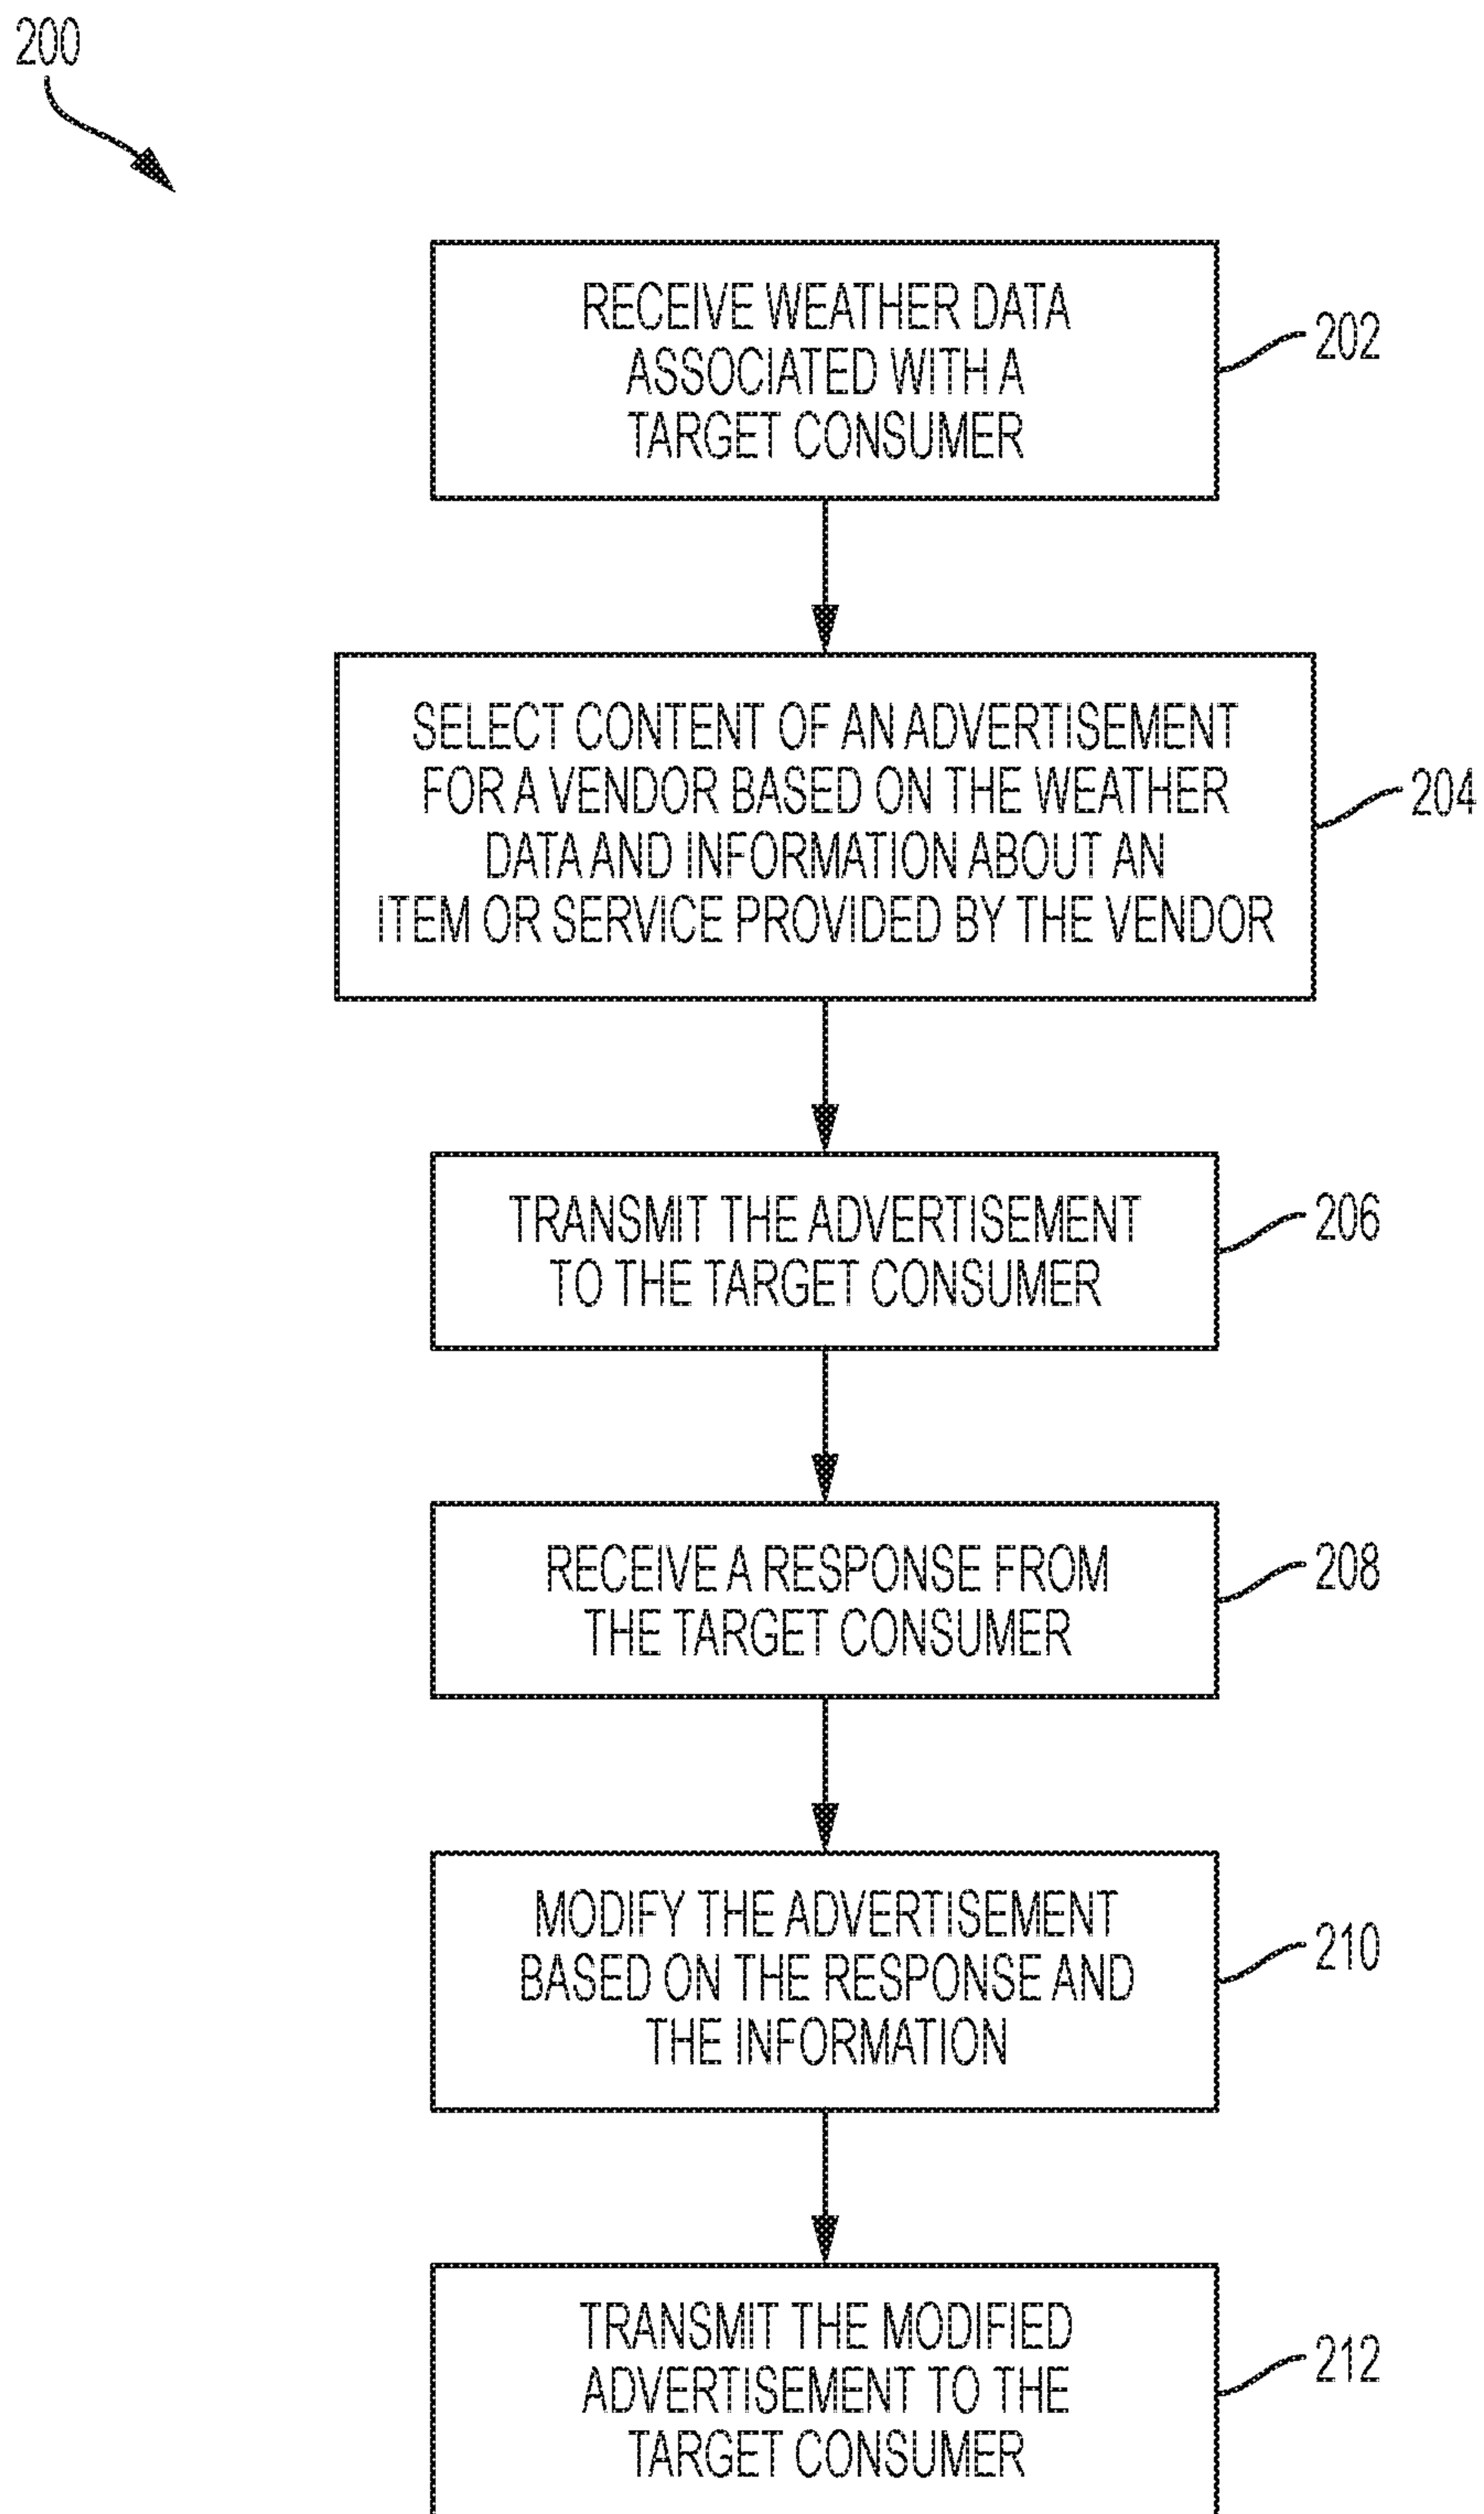 200
RECEIVE WEATHER DATA
ASSOCIATED WITH A
TARGET CONSUMER
202
SELECT CONTENT OF AN ADVERTISEMENT
FOR A VENDOR BASED ON THE WEATHER
DATA AND INFORMATION ABOUT AN
ITEM OR SERVICE PROVIDED BY THE VENDOR
204
TRANSMIT THE ADVERTISEMENT
TO THE TARGET CONSUMER
206
RECEIVE A RESPONSE FROM
THE TARGET CONSUMER
208
MODIFY THE ADVERTISEMENT
BASED ON THE RESPONSE AND
THE INFORMATION
210
TRANSMIT THE MODIFIED
ADVERTISEMENT TO THE
TARGET CONSUMER
212